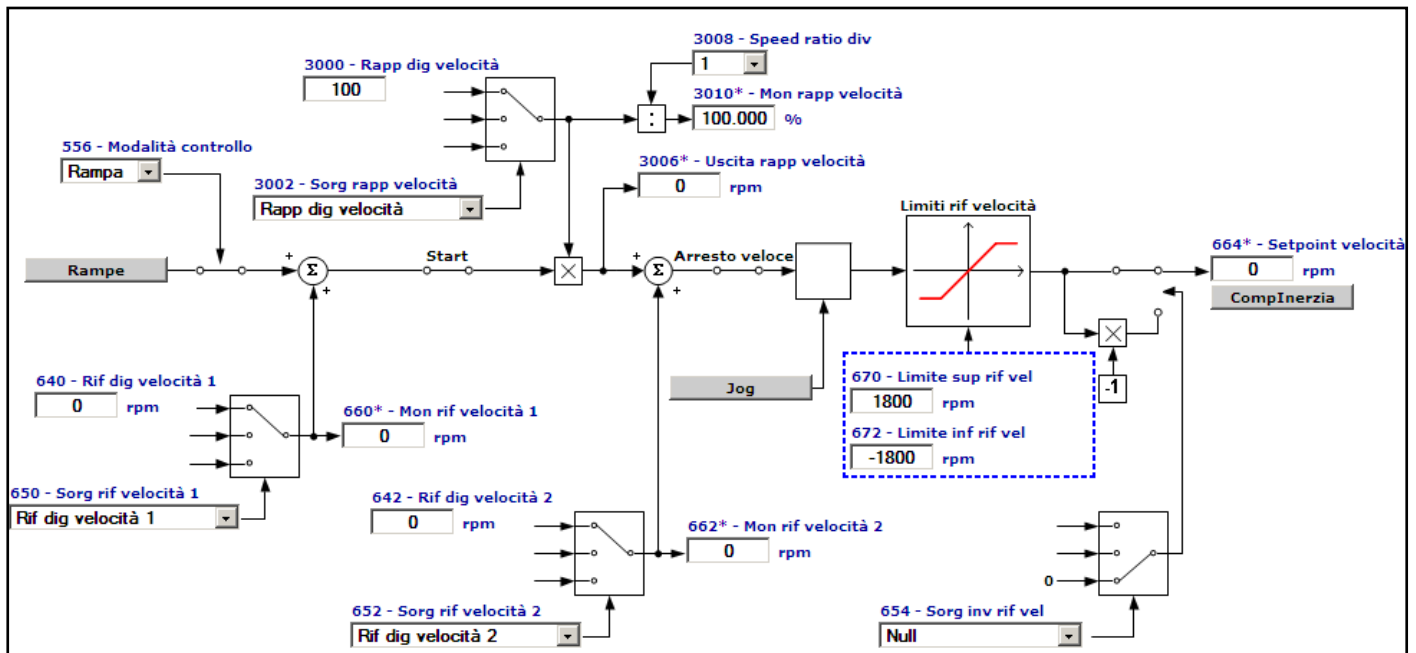 3008 - Speed ratio div
1
3000 - Rapp dig velocità
100
3010* - Mon rapp velocità
:
100.000 %
556 - Modalità controllo
Rampa
3006* - Uscita rapp velocità
0 rpm
3002 - Sorg rapp velocità
Rapp dig velocità
Limiti rif velocità
Rampe
+
Σ
+
Start
×
+
Σ
+
Arresto veloce
664* - Setpoint velocità
0 rpm
CompInerzia
×
-1
Jog
670 - Limite sup rif vel
1800 rpm
672 - Limite inf rif vel
-1800 rpm
640 - Rif dig velocità 1
0 rpm
660* - Mon rif velocità 1
0 rpm
650 - Sorg rif velocità 1
Rif dig velocità 1
642 - Rif dig velocità 2
0 rpm
662* - Mon rif velocità 2
0 rpm
652 - Sorg rif velocità 2
Rif dig velocità 2
0
654 - Sorg inv rif vel
Null